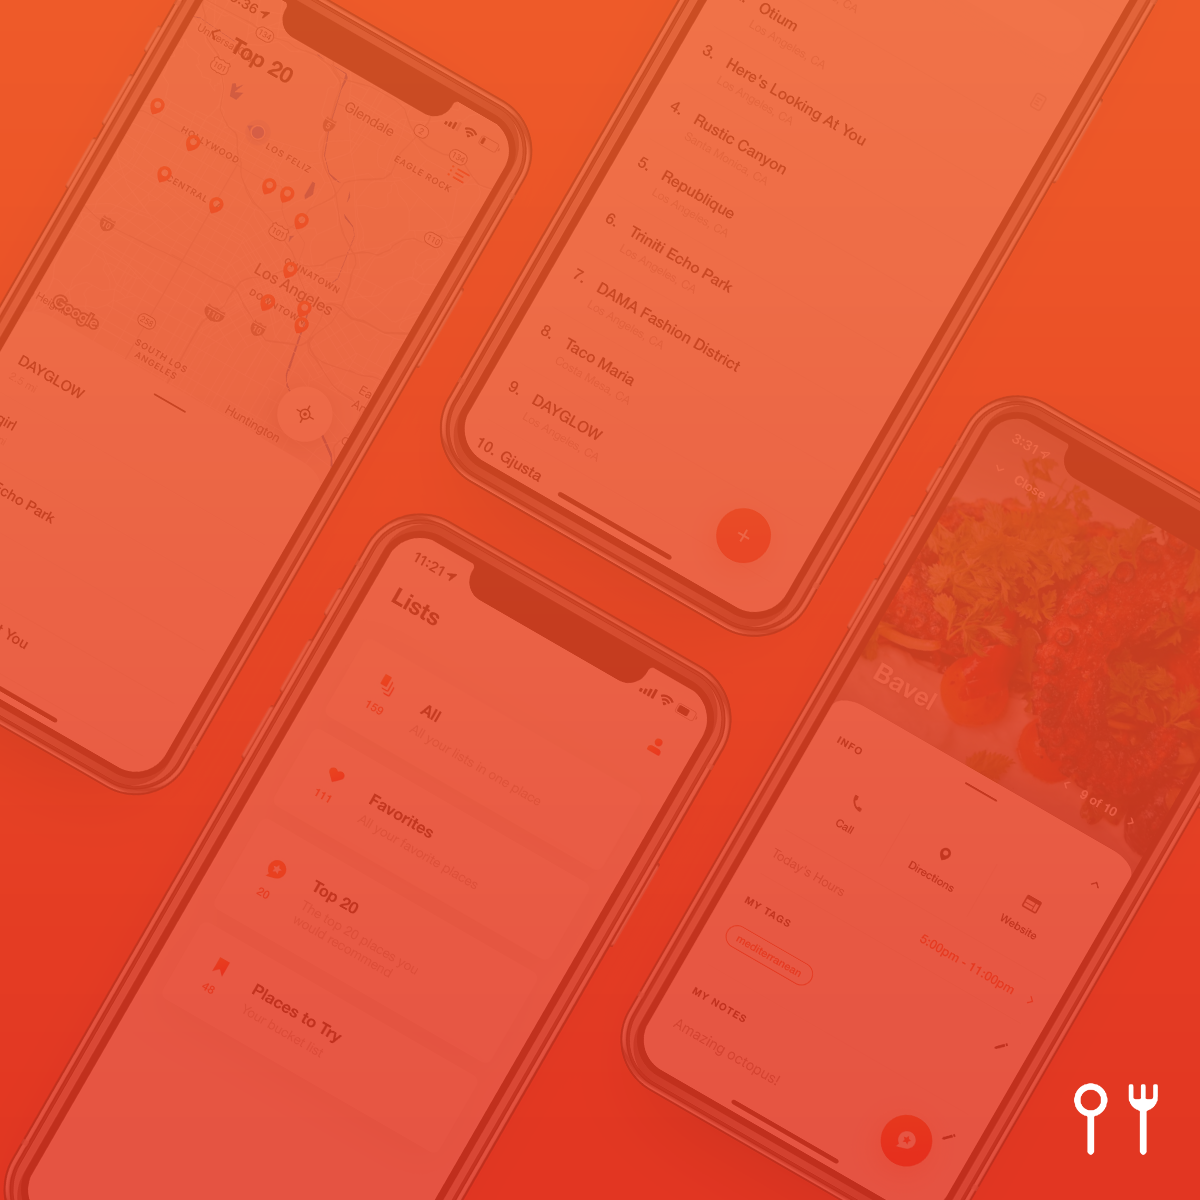 Top 20
Glendale
HOLLYWOOD
LOS FELIZ
EAGLE ROCK
CENTRAL
CHINATOWN
Los Angeles
DOWNTOWN
Google
SOUTH LOS
ANGELES
Huntington
DAYGLOW
Echo Park
t You
Otium
Los Angeles, CA
3. Here's Looking At You
Los Angeles, CA
4. Rustic Canyon
Santa Monica, CA
5. Republique
Los Angeles, CA
6. Triniti Echo Park
Los Angeles, CA
7. DAMA Fashion District
Los Angeles, CA
8. Taco Maria
Costa Mesa, CA
9. DAYGLOW
Los Angeles, CA
10. Gjusta
+
11:21
Lists
159
All
All your lists in one place
111
Favorites
All your favorite places
20
Top 20
The top 20 places you
would recommend
48
Places to Try
Your bucket list
3:31
Close
Bavel
9 of 10
INFO
Call
Directions
Website
Today's Hours
5:00pm - 11:00pm
MY TAGS
mediterranean
MY NOTES
Amazing octopus!